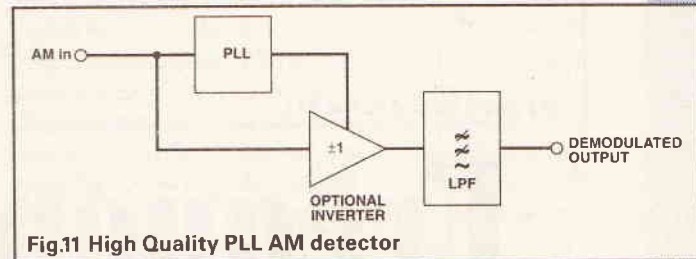 AM in
PLL
±1
OPTIONAL
INVERTER
LPF
DEMODULATED
OUTPUT
Fig.11 High Quality PLL AM detector